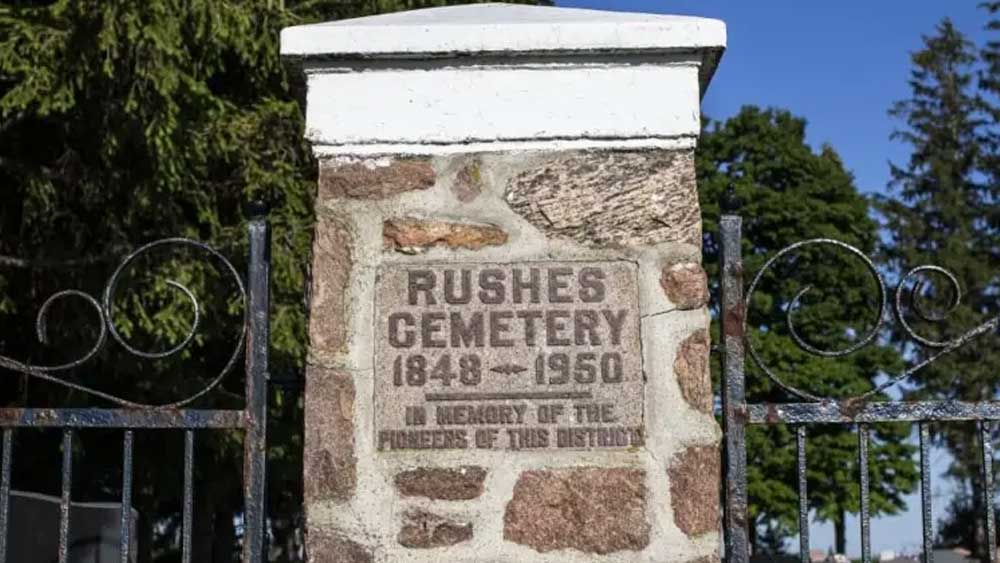 RUSHES
CEMETERY
1848 - 1950
IN MEMORY OF THE
PIONEERS OF THIS DISTRICT